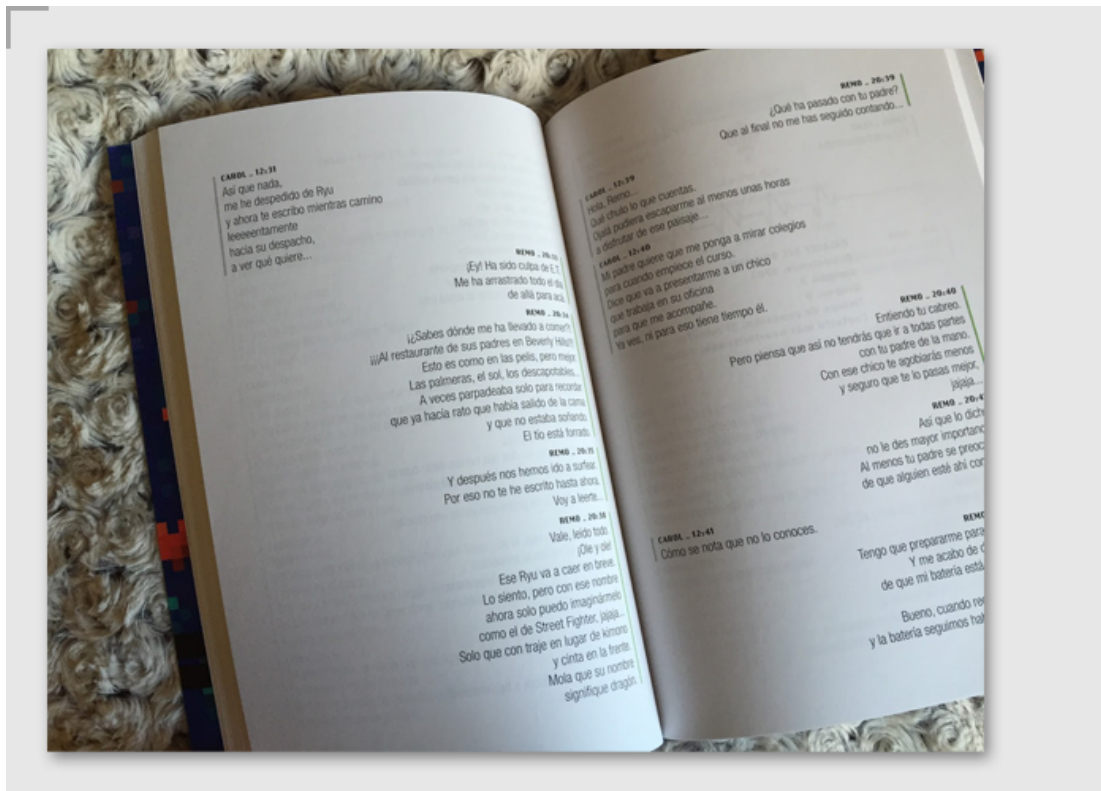 CAROL _ 12:31
Así que nada,
me he despedido de Ryu
y ahora te escribo mientras camino
leeeeentamente
hacia su despacho,
a ver qué quiere...
REMO _
¡Ey! Ha sido culpa de E.T.
Me ha arrastrado todo el día
de allá para acá.
REMO _ 20:34
¡¿Sabes dónde me ha llevado a comer?!
¡¡¡Al restaurante de sus padres en Beverly Hills!!!
Esto es como en las pelis, pero mejor.
Las palmeras, el sol, los descapotables...
A veces parpadeaba solo para recordar
que ya hacía rato que había salido de la cama
y que no estaba soñando.
El tío está forrado.
REMO _ 20:35
Y después nos hemos ido a surfear.
Por eso no te he escrito hasta ahora.
Voy a leerte...
REMO _ 20:38
Vale, leído todo.
¡Ole y olé!
Ese Ryu va a caer en breve.
Lo siento, pero con ese nombre
ahora solo puedo imaginármelo
como el de Street Fighter, jajaja...
Solo que con traje en lugar de kimono
y cinta en la frente.
Mola que su nombre
signifique dragón.
REMO _ 20:39
¿Qué ha pasado con tu padre?
Que al final no me has seguido contando...
CAROL _ 12:39
Hola, Remo...
Qué chulo lo que cuentas.
Ojalá pudiera escaparme al menos unas horas
a disfrutar de ese paisaje...
CAROL _ 12:40
Mi padre quiere que me ponga a mirar colegios
para cuando empiece el curso.
Dice que va a presentarme a un chico
que trabaja en su oficina
para que me acompañe.
Ya ves, ni para eso tiene tiempo él.
REMO _ 20:40
Entiendo tu cabreo.
Pero piensa que así no tendrás que ir a todas partes
con tu padre de la mano.
Con ese chico te agobiarás menos
y seguro que te lo pasas mejor,
jajaja...
REMO _ 20:4
Así que lo dich
no le des mayor importanc
Al menos tu padre se preoc
de que alguien esté ahí con
CAROL _ 12:41
Cómo se nota que no lo conoces.
REMO
Tengo que prepararme para
Y me acabo de d
de que mi batería está
Bueno, cuando re
y la batería seguimos hab